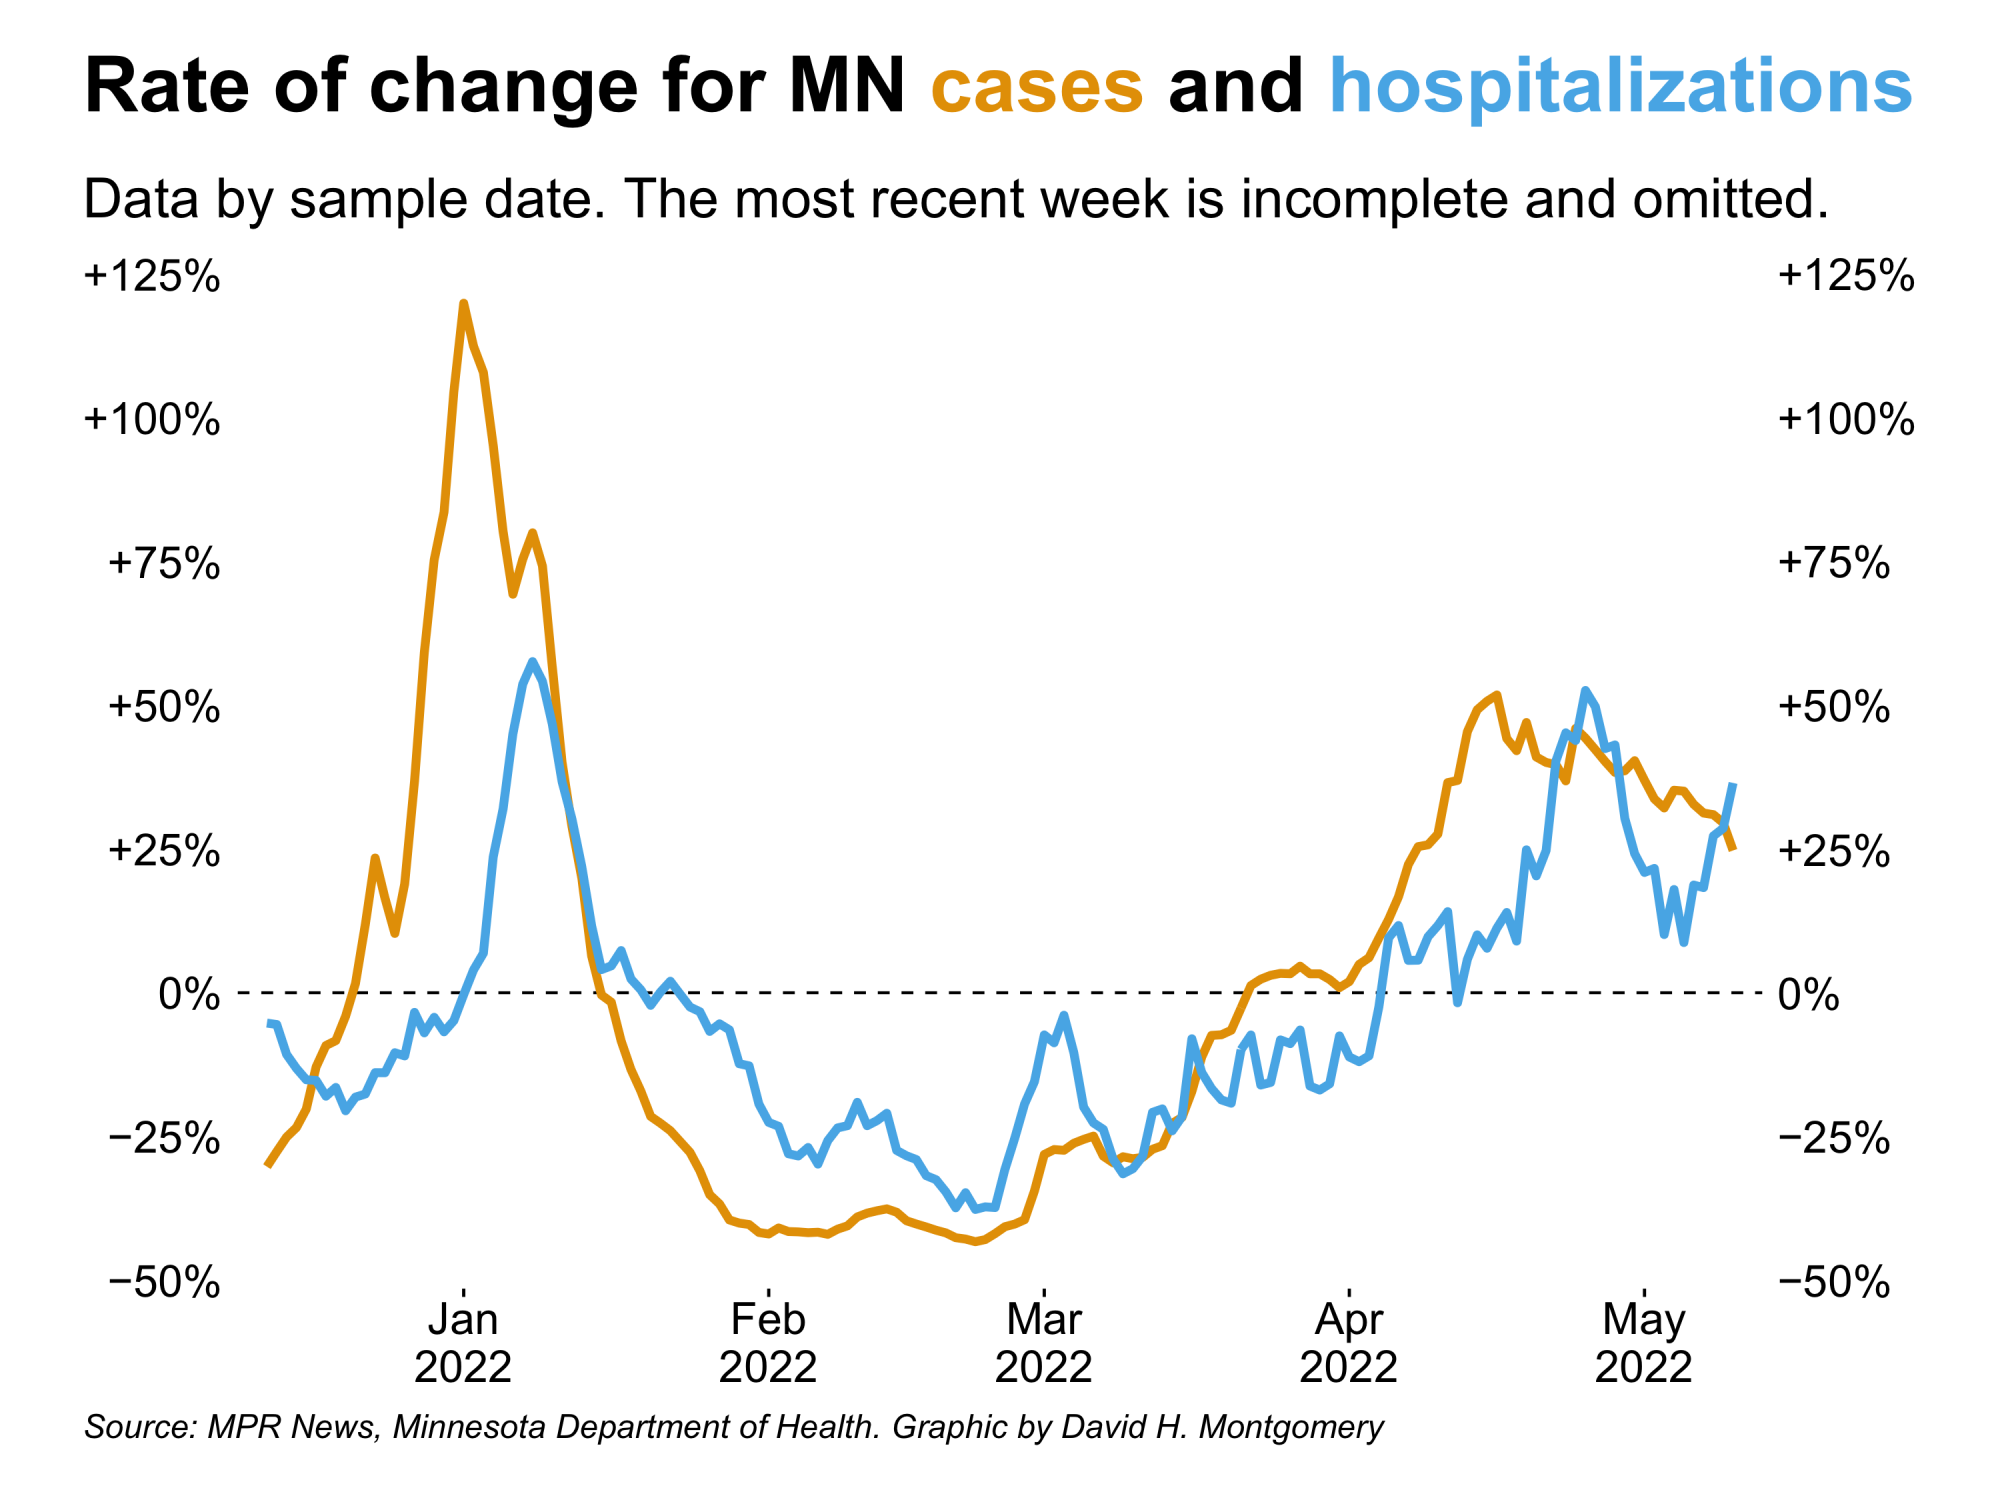 Rate of change for MN cases and hospitalizations
Data by sample date. The most recent week is incomplete and omitted.
+125% +125%
+100% +100%
+75% +75%
+50% +50%
+25% +25%
0% 0%
−25% −25%
−50% −50%
Jan Feb Mar Apr May
2022 2022 2022 2022 2022
Source: MPR News, Minnesota Department of Health. Graphic by David H. Montgomery